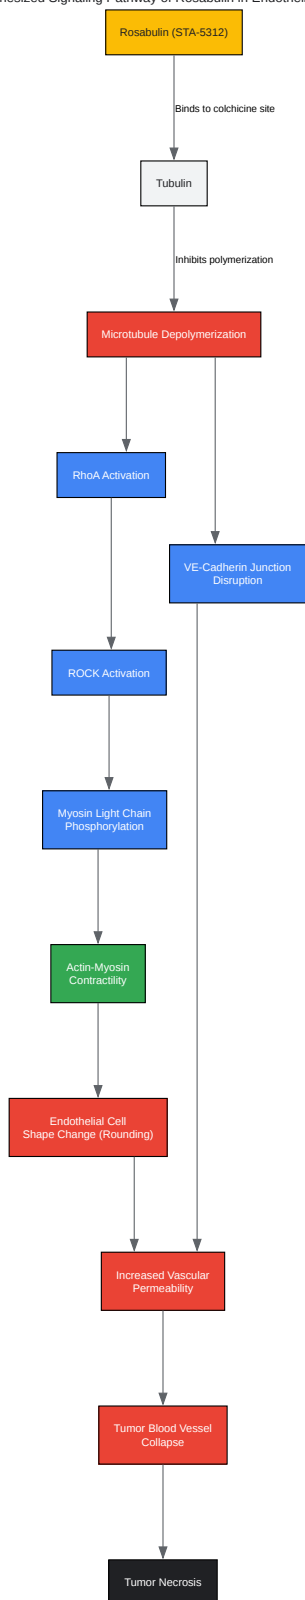 Signaling Pathway of Rosabulin in
Rosabulin (STA-5312)
Binds to colchicine site
Tubulin
Inhibits polymerization
Microtubule Depolymerization
RhoA Activation
VE-Cadherin Junction
Disruption
ROCK Activation
Myosin Light Chain
Phosphorylation
Actin-Myosin
Contractility
Endothelial Cell
Shape Change (Rounding)
Increased Vascular
Permeability
Tumor Blood Vessel
Collapse
Tumor Necrosis